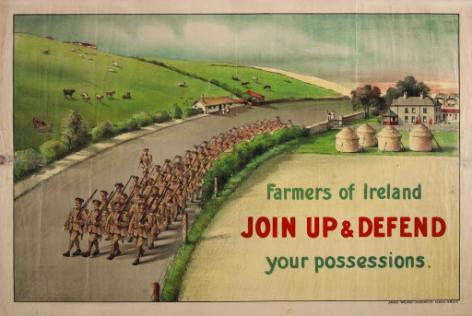 Farmers of Ireland
JOIN UP & DEFEND
your possessions.